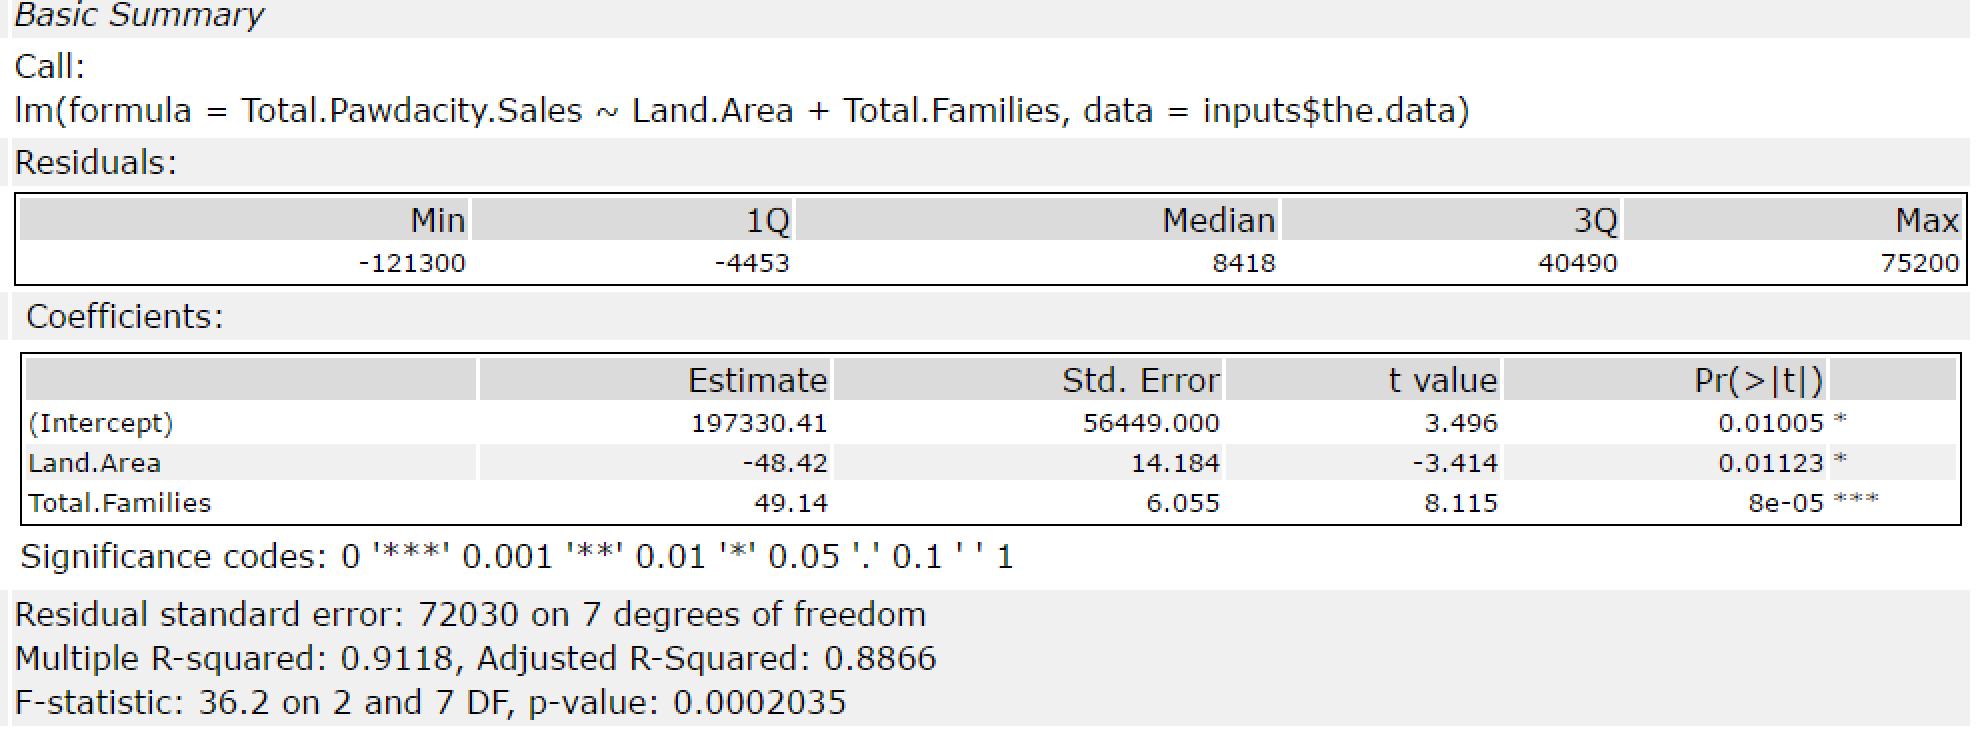 Basic Summary
Call:
lm(formula = Total.Pawdacity.Sales ~ Land.Area + Total.Families, data = inputs$the.data)
Residuals:
Min 1Q Median 3Q Max
-121300 -4453 8418 40490 75200
Coefficients:
Estimate Std. Error t value Pr(>|t|)
(Intercept) 197330.41 56449.000 3.496 0.01005 *
Land.Area -48.42 14.184 -3.414 0.01123 *
Total.Families 49.14 6.055 8.115 8e-05 ***
Significance codes: 0 '***' 0.001 '**' 0.01 '*' 0.05 '.' 0.1 ' ' 1
Residual standard error: 72030 on 7 degrees of freedom
Multiple R-squared: 0.9118, Adjusted R-Squared: 0.8866
F-statistic: 36.2 on 2 and 7 DF, p-value: 0.0002035